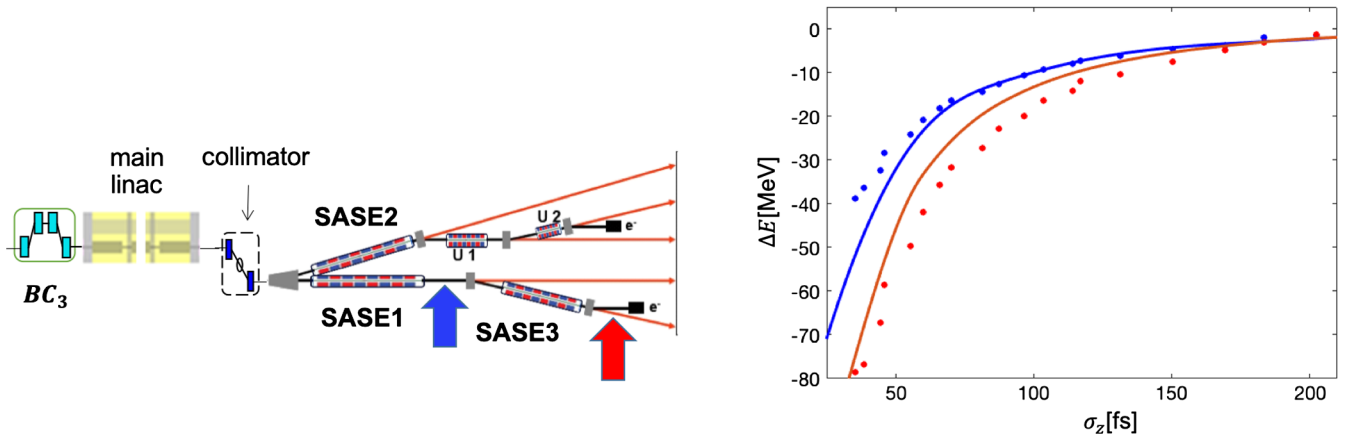 main
linac
collimator
BC₃
SASE2
U 1
U 2
e⁻
SASE1
SASE3
e⁻
ΔE[MeV]
0
-10
-20
-30
-40
-50
-60
-70
-80
50
100
150
200
σ_z[fs]